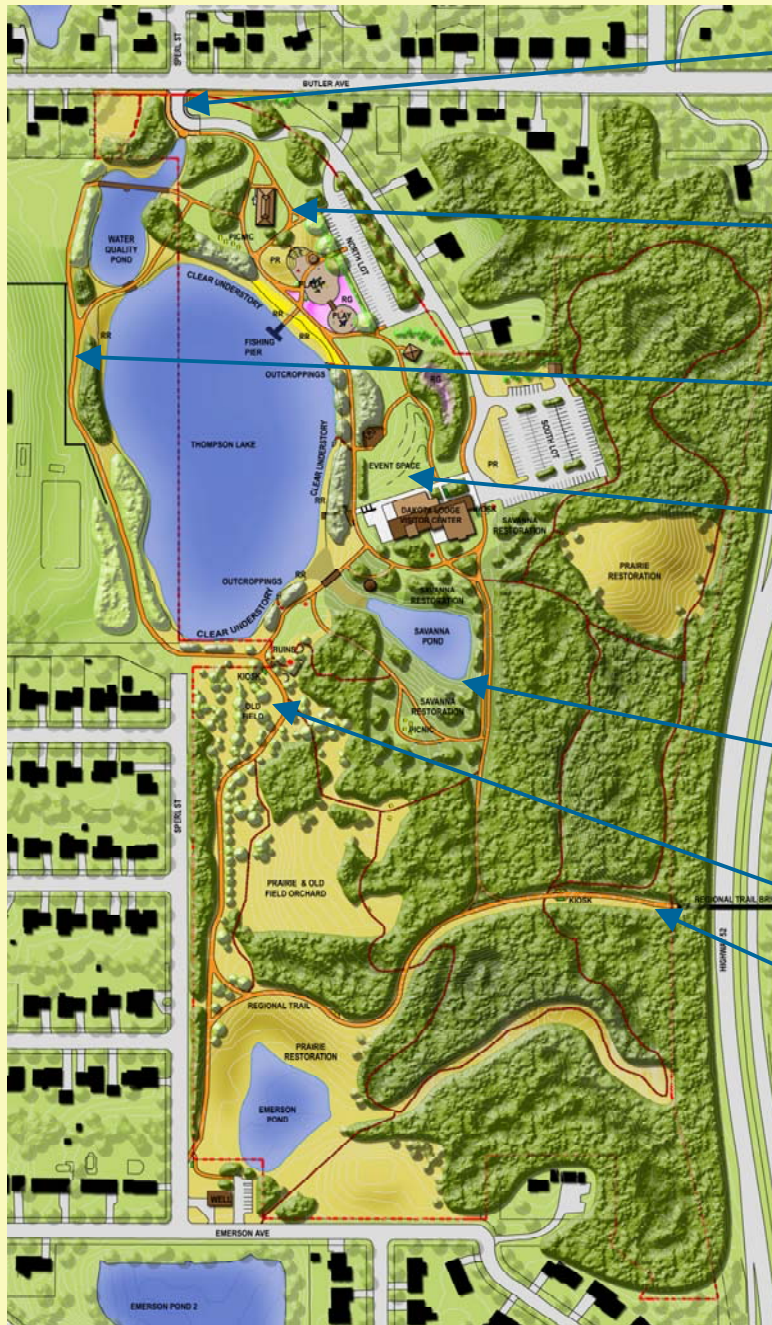 SPERL ST
BUTLER AVE
WATER
QUALITY
POND
PICNIC
NORTH LOT
PR
PLAY
RG
PLAY
CLEAR UNDERSTORY
RR
RR
RR
FISHING
PIER
OUTCROPPINGS
RG
THOMPSON LAKE
CLEAR UNDERSTORY
EVENT SPACE
SOUTH LOT
PR
RR
DAKOTA LODGE
VISITOR CENTER
SAVANNA
RESTORATION
PRAIRIE
RESTORATION
RR
OUTCROPPINGS
SAVANNA
RESTORATION
CLEAR UNDERSTORY
SAVANNA
POND
RUINS
KIOSK
OLD
FIELD
SAVANNA
RESTORATION
PICNIC
SPERL ST
PRAIRIE & OLD
FIELD ORCHARD
KIOSK
REGIONAL TRAIL
HIGHWAY 52
REGIONAL TRAIL
PRAIRIE
RESTORATION
EMERSON
POND
WELL
EMERSON AVE
EMERSON POND 2